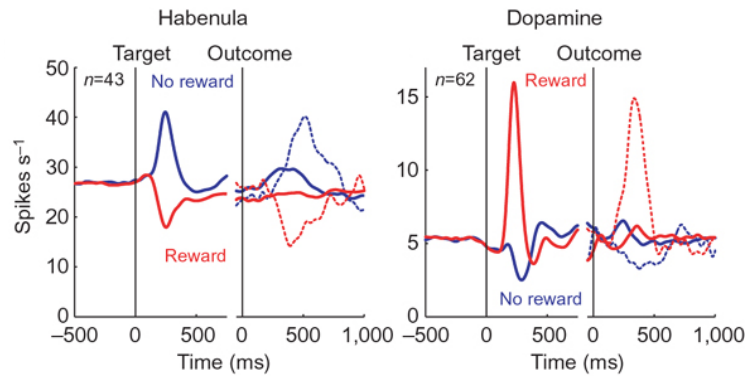 Habenula
Target Outcome
n=43
No reward
Reward
Spikes s⁻¹
50
40
30
20
10
0
–500 0 500 0 500 1,000
Time (ms)
Dopamine
Target Outcome
n=62
Reward
No reward
15
10
5
0
–500 0 500 0 500 1,000
Time (ms)